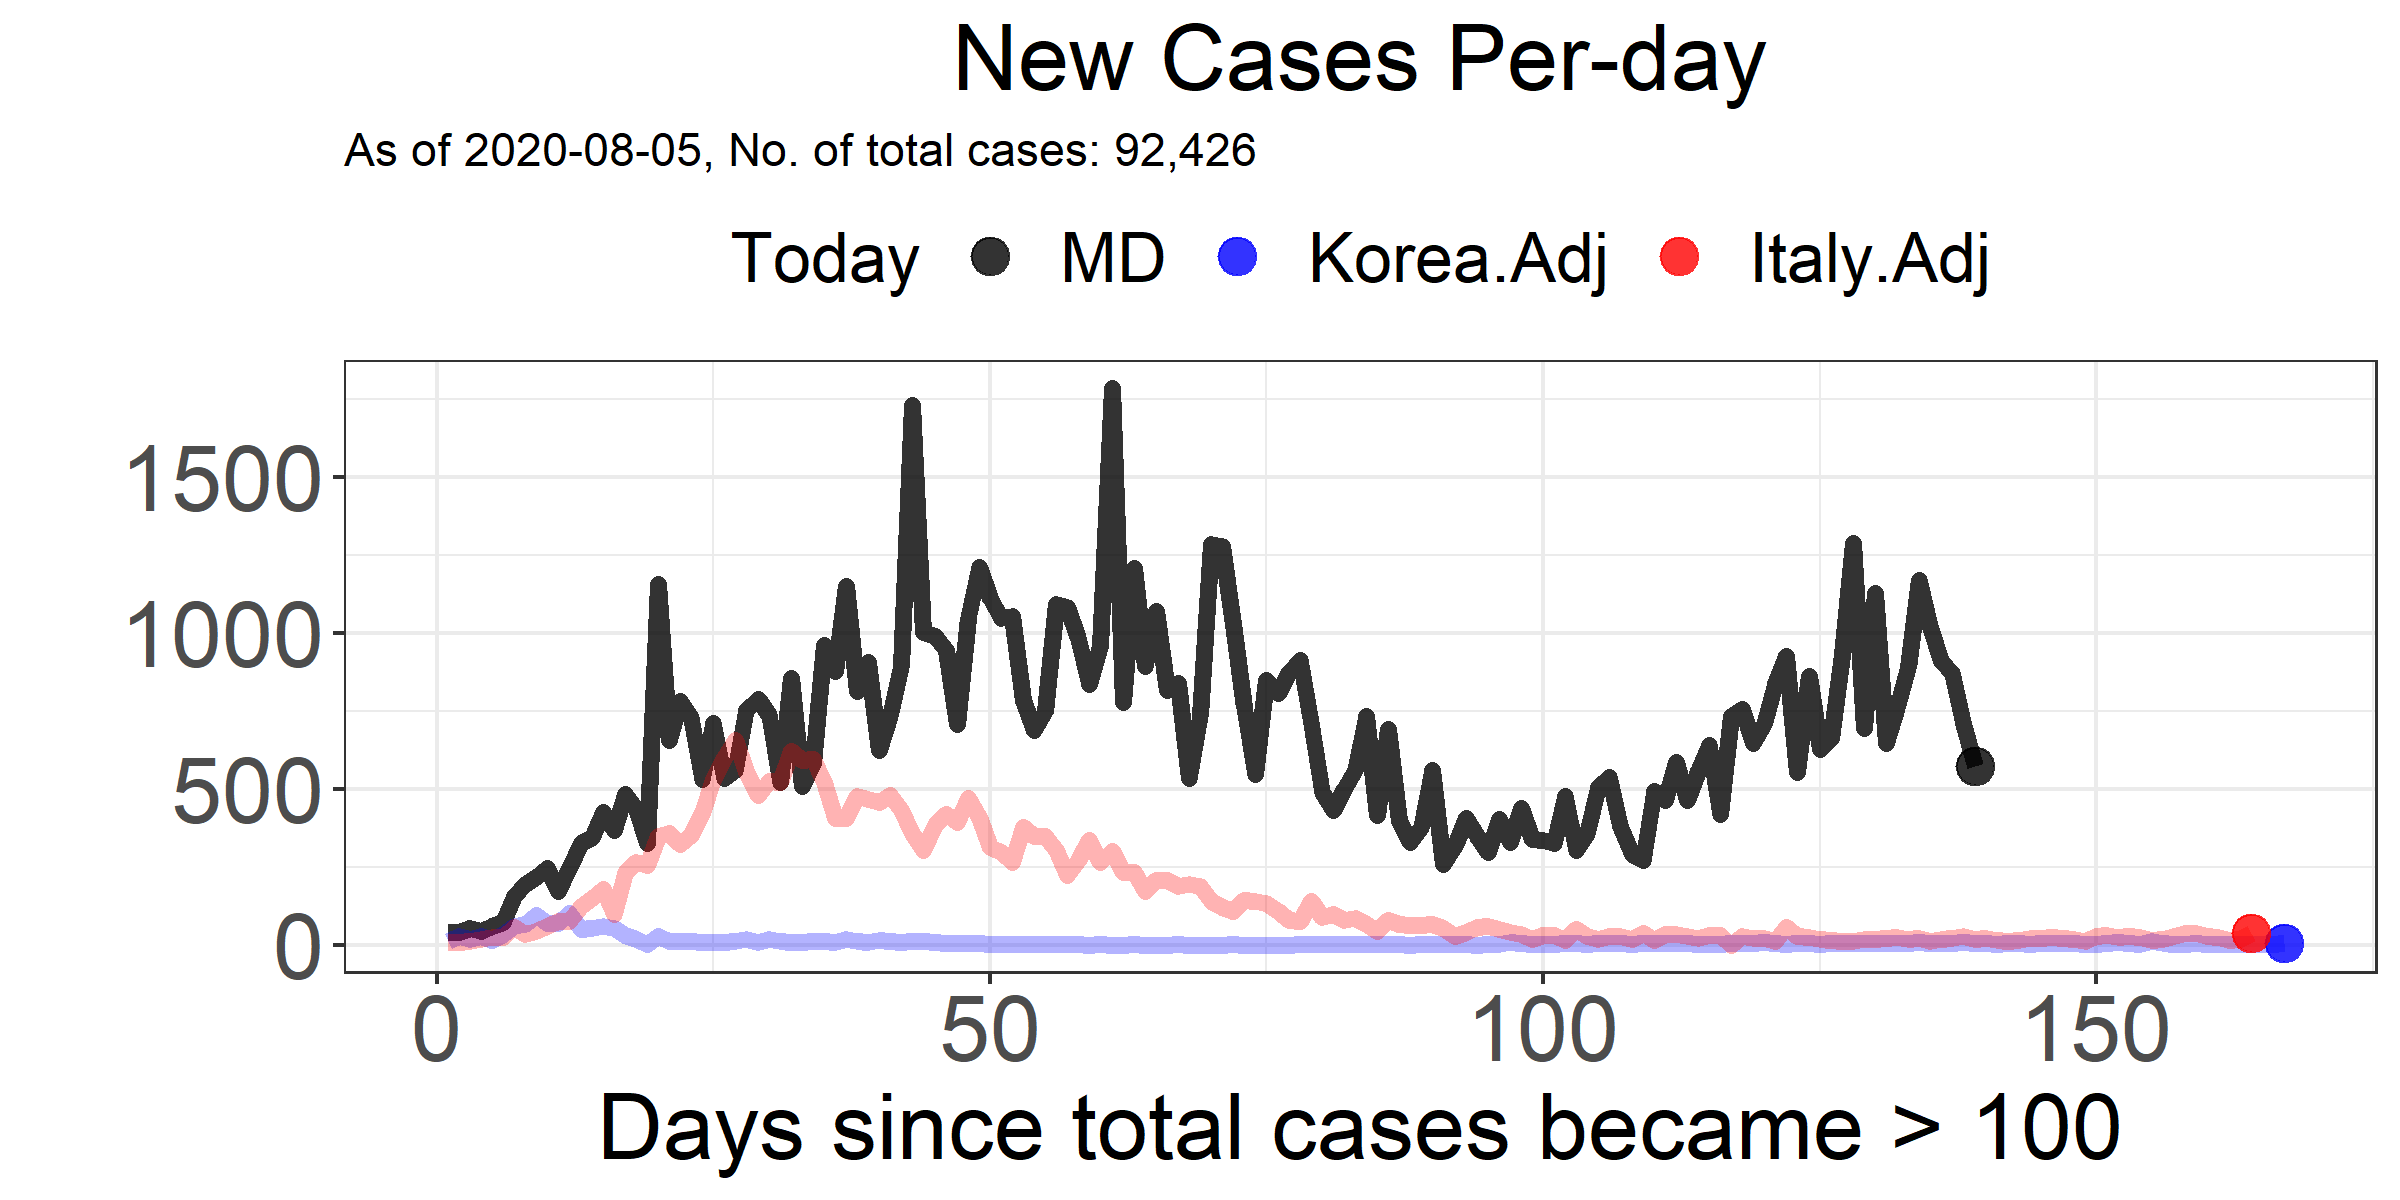 New Cases Per-day
As of 2020-08-05, No. of total cases: 92,426
Today MD Korea.Adj Italy.Adj
1500
1000
500
0
0 50 100 150
Days since total cases became > 100